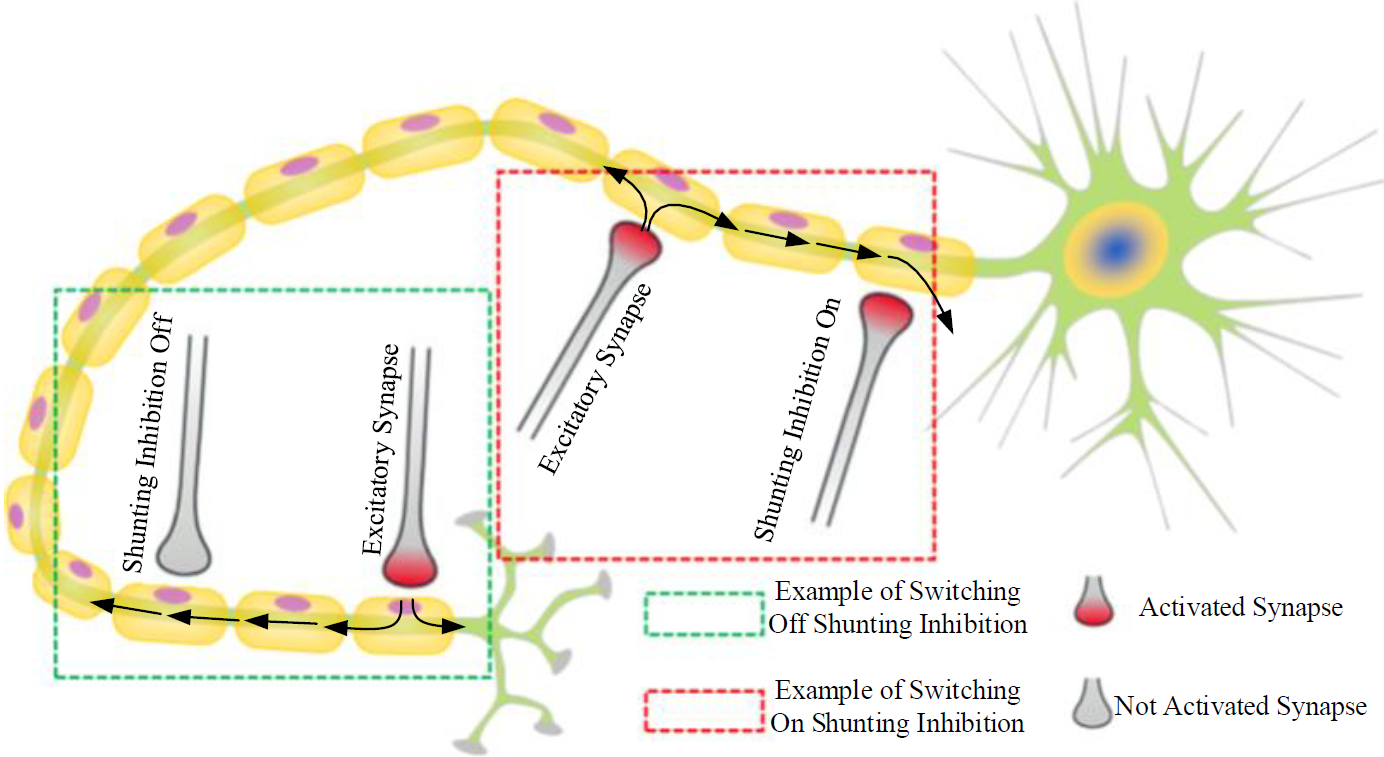 Shunting Inhibition Off
Excitatory Synapse
Excitatory Synapse
Shunting Inhibition On
Example of Switching
Off Shunting Inhibition
Activated Synapse
Example of Switching
On Shunting Inhibition
Not Activated Synapse